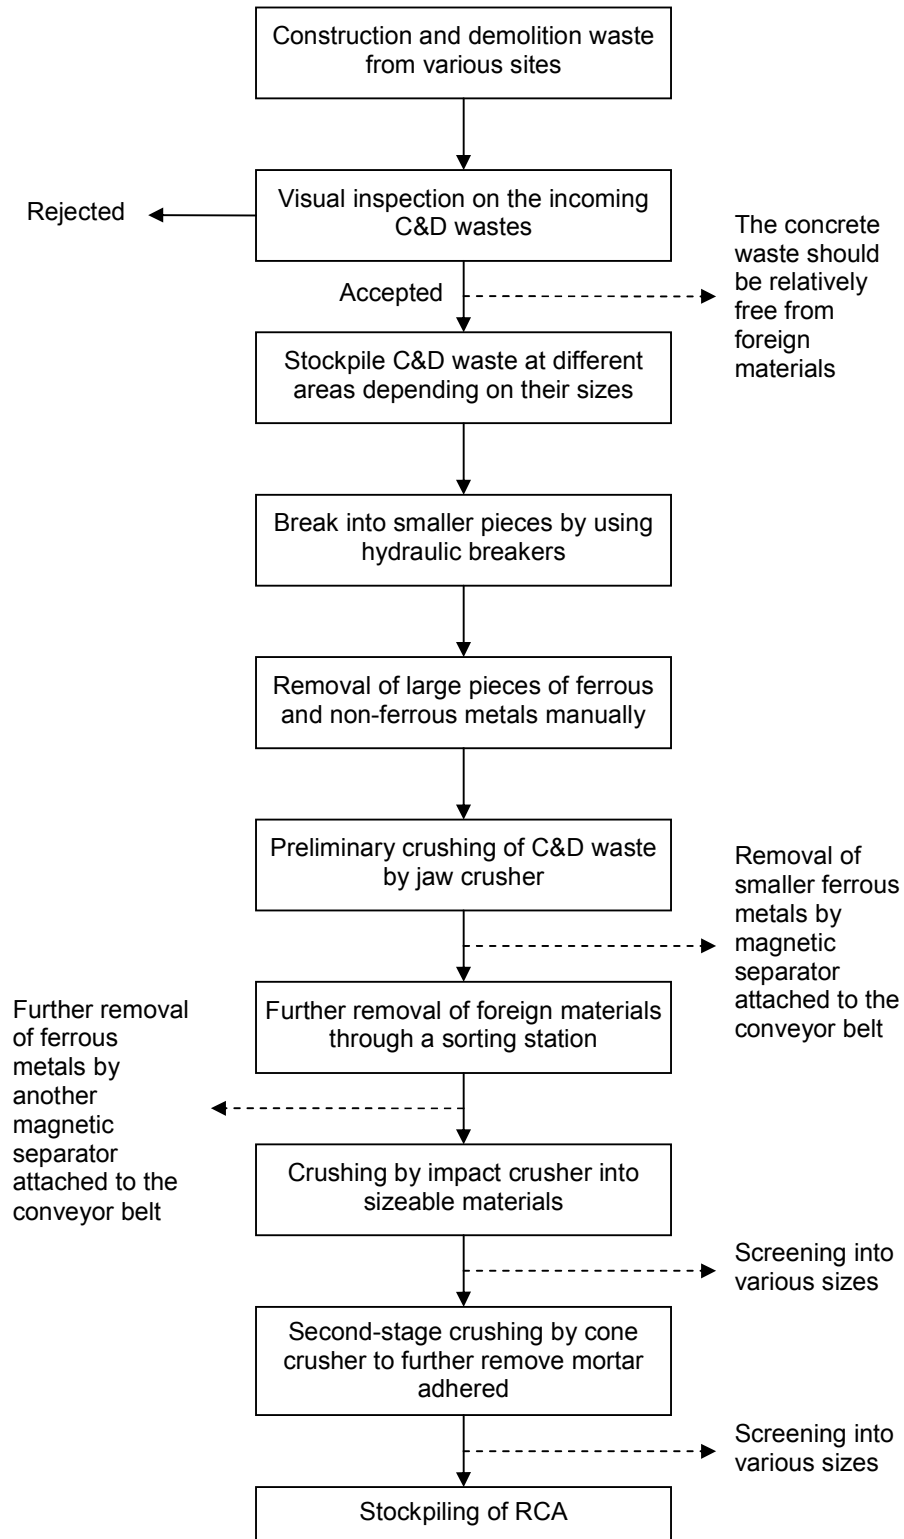 Construction and demolition waste
from various sites
Visual inspection on the incoming
C&D wastes
Rejected
The concrete
waste should
be relatively
free from
foreign
materials
Accepted
Stockpile C&D waste at different
areas depending on their sizes
Break into smaller pieces by using
hydraulic breakers
Removal of large pieces of ferrous
and non-ferrous metals manually
Preliminary crushing of C&D waste
by jaw crusher
Removal of
smaller ferrous
metals by
magnetic
separator
attached to the
conveyor belt
Further removal of foreign materials
through a sorting station
Further removal
of ferrous
metals by
another
magnetic
separator
attached to the
conveyor belt
Crushing by impact crusher into
sizeable materials
Screening into
various sizes
Second-stage crushing by cone
crusher to further remove mortar
adhered
Screening into
various sizes
Stockpiling of RCA